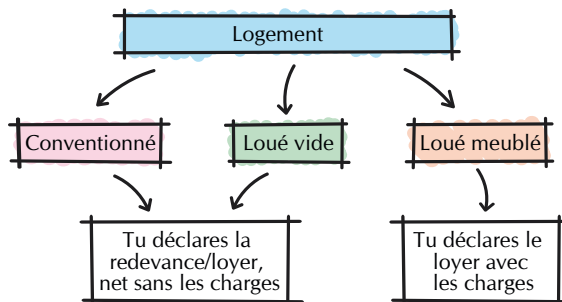 Logement
Conventionné
Loué vide
Loué meublé
Tu déclares la
redevance/loyer,
net sans les charges
Tu déclares le
loyer avec
les charges